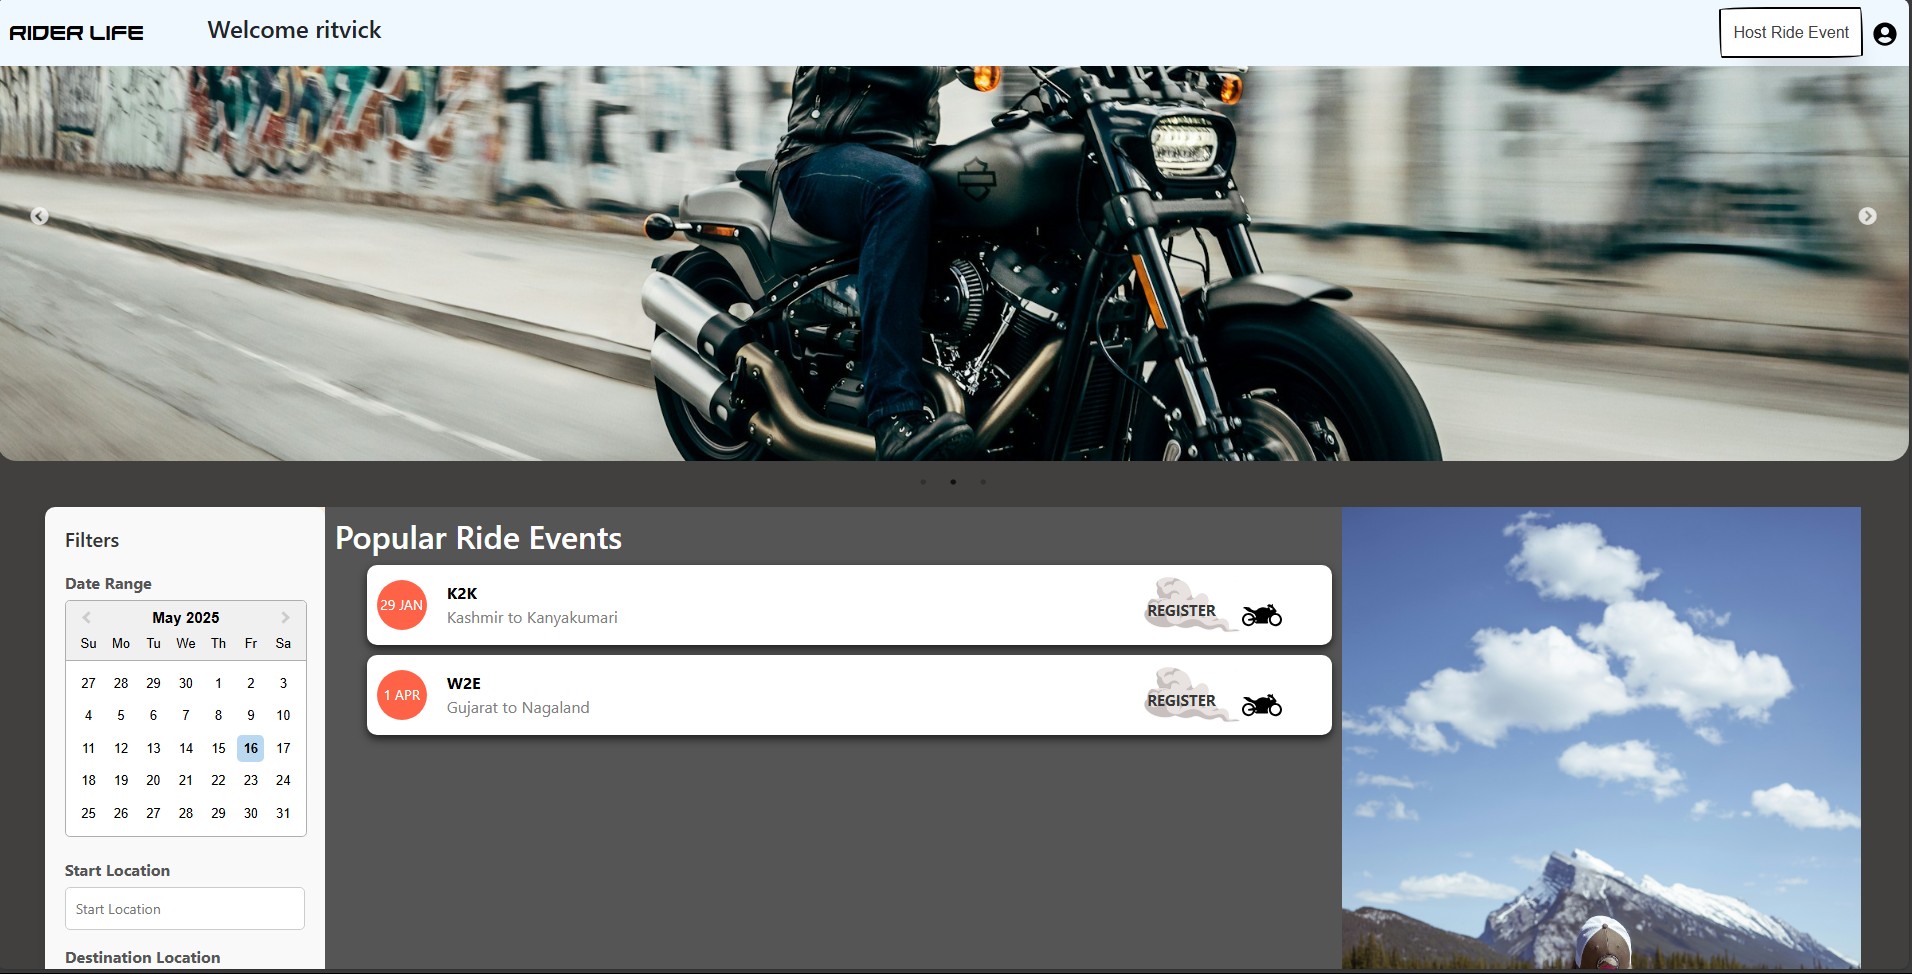 RIDER LIFE
Welcome ritvick
Host Ride Event
Filters
Date Range
May 2025
Su Mo Tu We Th Fr Sa
27 28 29 30 1 2 3
4 5 6 7 8 9 10
11 12 13 14 15 16 17
18 19 20 21 22 23 24
25 26 27 28 29 30 31
Start Location
Start Location
Destination Location
Popular Ride Events
29 JAN
K2K
Kashmir to Kanyakumari
REGISTER
1 APR
W2E
Gujarat to Nagaland
REGISTER